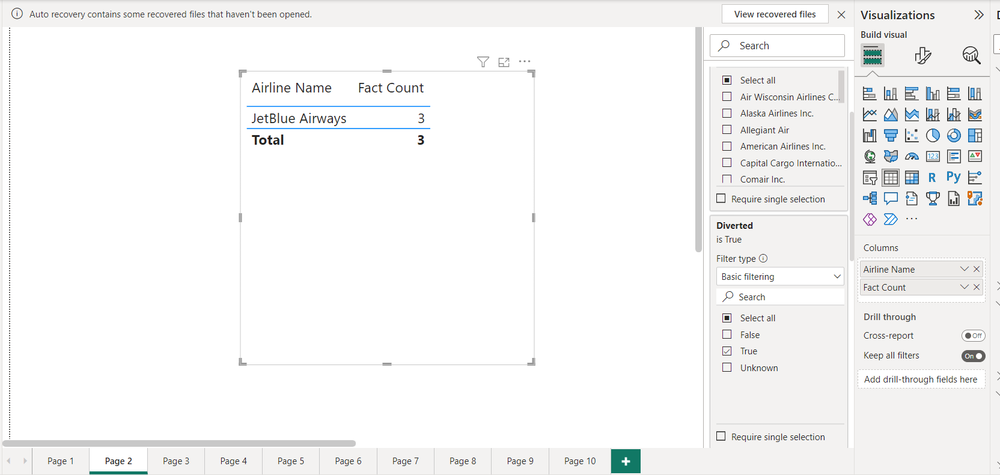 Auto recovery contains some recovered files that haven't been opened.
View recovered files
Airline Name Fact Count
JetBlue Airways 3
Total 3
Search
Select all
Air Wisconsin Airlines C...
Alaska Airlines Inc.
Allegiant Air
American Airlines Inc.
Capital Cargo Internatio...
Comair Inc.
Require single selection
Diverted
is True
Filter type
Basic filtering
Search
Select all
False
True
Unknown
Require single selection
Visualizations
Build visual
123
R
Py
Columns
Airline Name
Fact Count
Drill through
Cross-report Off
Keep all filters On
Add drill-through fields here
Page 1 Page 2 Page 3 Page 4 Page 5 Page 6 Page 7 Page 8 Page 9 Page 10